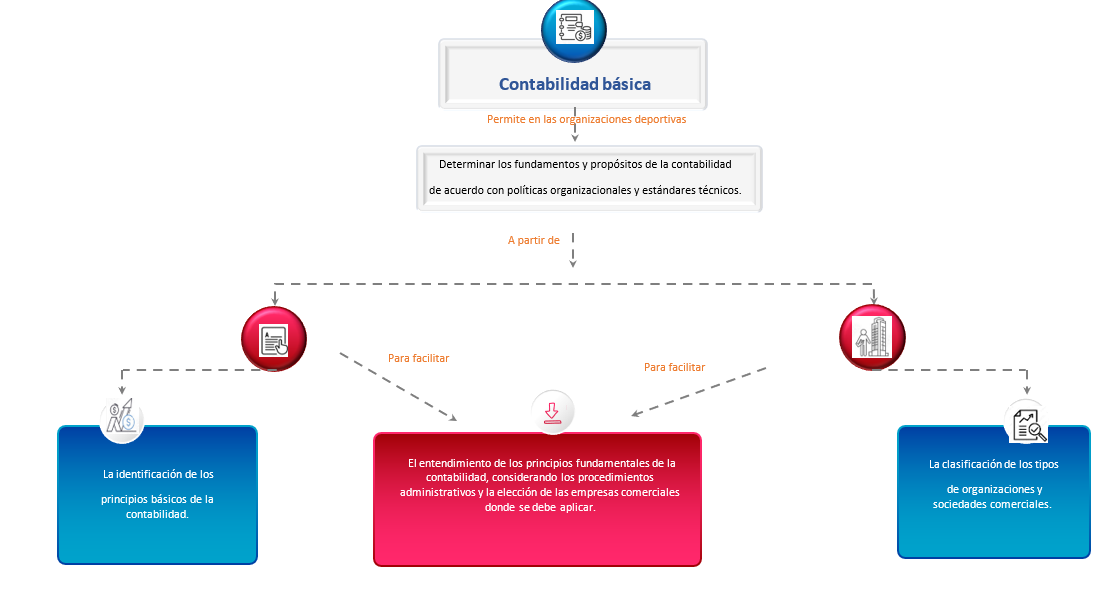 Contabilidad básica
Permite en las organizaciones deportivas
Determinar los fundamentos y propósitos de la contabilidad
de acuerdo con políticas organizacionales y estándares técnicos.
A partir de
Para facilitar
Para facilitar
La identificación de los
principios básicos de la
contabilidad.
El entendimiento de los principios fundamentales de la
contabilidad, considerando los procedimientos
administrativos y la elección de las empresas comerciales
donde se debe aplicar.
La clasificación de los tipos
de organizaciones y
sociedades comerciales.